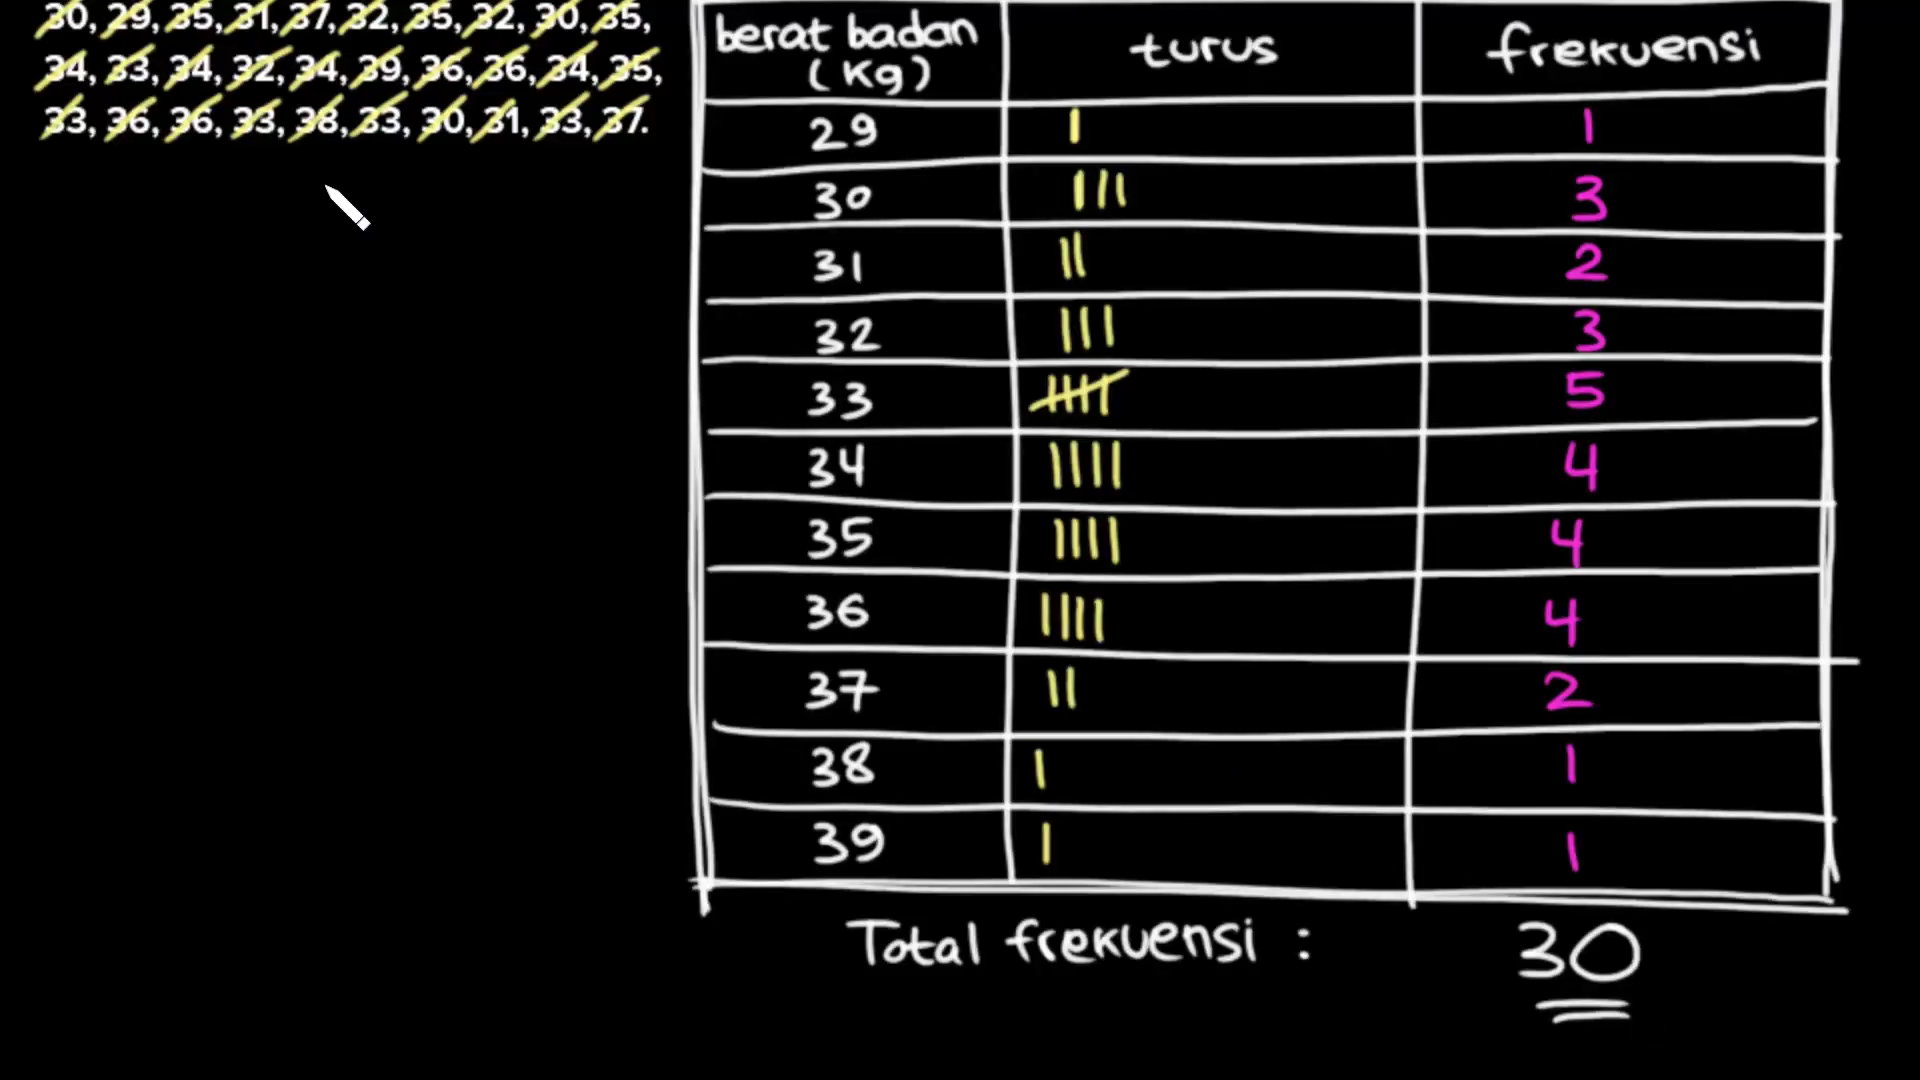 30, 29, 35, 31, 37, 32, 35, 32, 30, 35,
34, 33, 34, 32, 34, 39, 36, 36, 34, 35,
33, 36, 36, 33, 38, 33, 30, 31, 33, 37.
berat badan (Kg) turus frekuensi
29 1
30 3
31 2
32 3
33 5
34 4
35 4
36 4
37 2
38 1
39 1
Total frekuensi : 30